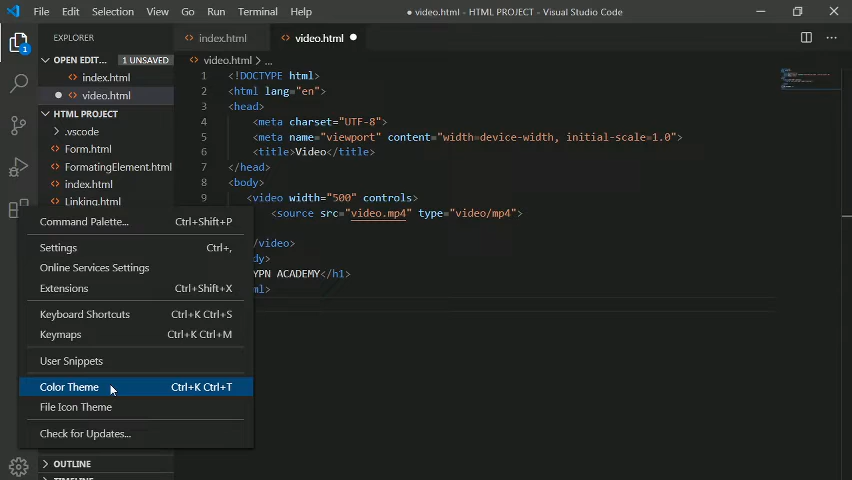 File Edit Selection View Go Run Terminal Help ● video.html - HTML PROJECT - Visual Studio Code
EXPLORER
index.html
video.html
OPEN EDIT... 1 UNSAVED
index.html
video.html
HTML PROJECT
.vscode
Form.html
FormatingElement.html
index.html
Linking.html
1
video.html > ...
1 <!DOCTYPE html>
2 <html lang="en">
3 <head>
4 <meta charset="UTF-8">
5 <meta name="viewport" content="width=device-width, initial-scale=1.0">
6 <title>Video</title>
7 </head>
8 <body>
9 <video width="500" controls>
<source src="video.mp4" type="video/mp4">
/video>
dy>
YPN ACADEMY</h1>
ml>
Command Palette... Ctrl+Shift+P
Settings Ctrl+,
Online Services Settings
Extensions Ctrl+Shift+X
Keyboard Shortcuts Ctrl+K Ctrl+S
Keymaps Ctrl+K Ctrl+M
User Snippets
Color Theme Ctrl+K Ctrl+T
File Icon Theme
Check for Updates...
OUTLINE